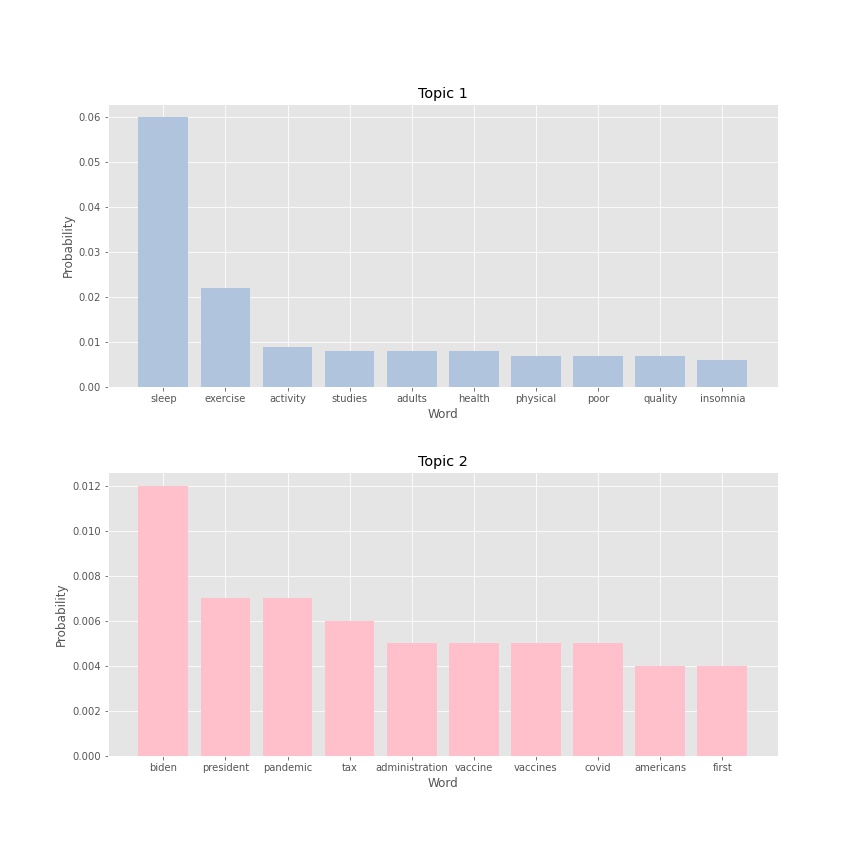 Topic 1
Probability
0.06
0.05
0.04
0.03
0.02
0.01
0.00
sleep exercise activity studies adults health physical poor quality insomnia
Word
Topic 2
Probability
0.012
0.010
0.008
0.006
0.004
0.002
0.000
biden president pandemic tax administration vaccine vaccines covid americans first
Word